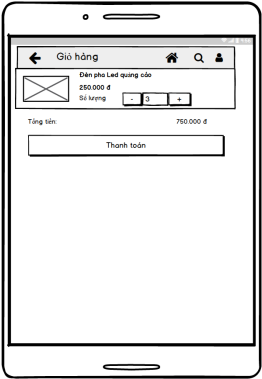 Giỏ hàng
Đèn pha Led quảng cáo
250.000 đ
Số lượng - 3 +
Tổng tiền: 750.000 đ
Thanh toán